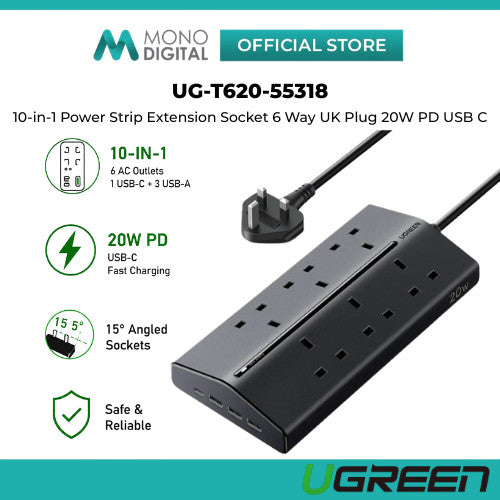 MONO
DIGITAL
OFFICIAL STORE
UG-T620-55318
10-in-1 Power Strip Extension Socket 6 Way UK Plug 20W PD USB C
10-IN-1
6 AC Outlets
1 USB-C + 3 USB-A
20W PD
USB-C
Fast Charging
15 5°
15° Angled
Sockets
Safe &
Reliable
UGREEN
20w
UGREEN